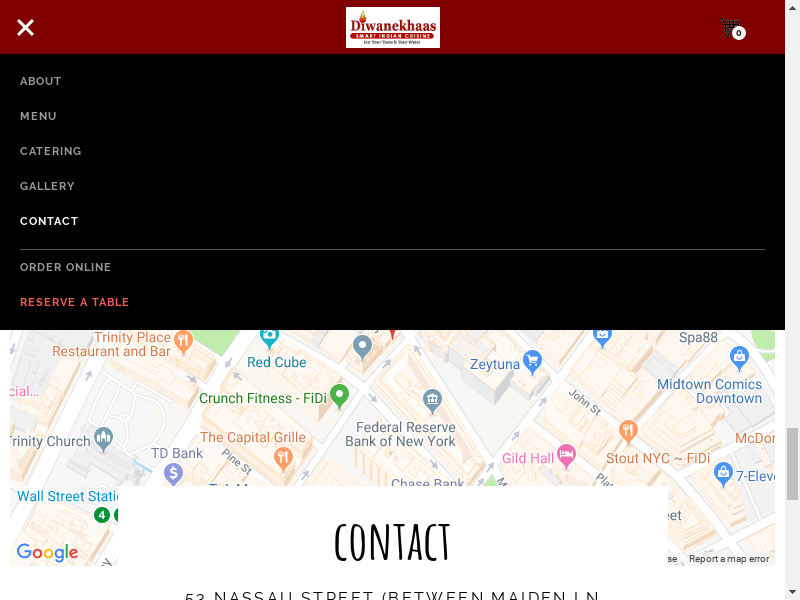 Diwanekhaas
SMART INDIAN CUISINE
For Your Taste & Your Waist
0
ABOUT
MENU
CATERING
GALLERY
CONTACT
ORDER ONLINE
RESERVE A TABLE
Trinity Place
Restaurant and Bar
Red Cube
Spa88
Zeytuna
cial...
Midtown Comics
Downtown
Crunch Fitness - FiDi
John St
Federal Reserve
Bank of New York
Trinity Church
The Capital Grille
McDon
TD Bank
Pine St
Gild Hall
Stout NYC ~ FiDi
Chase Bank
7-Eleve
Wall Street Statio
4
Google
Report a map error
CONTACT
53 NASSAU STREET (BETWEEN MAIDEN LN